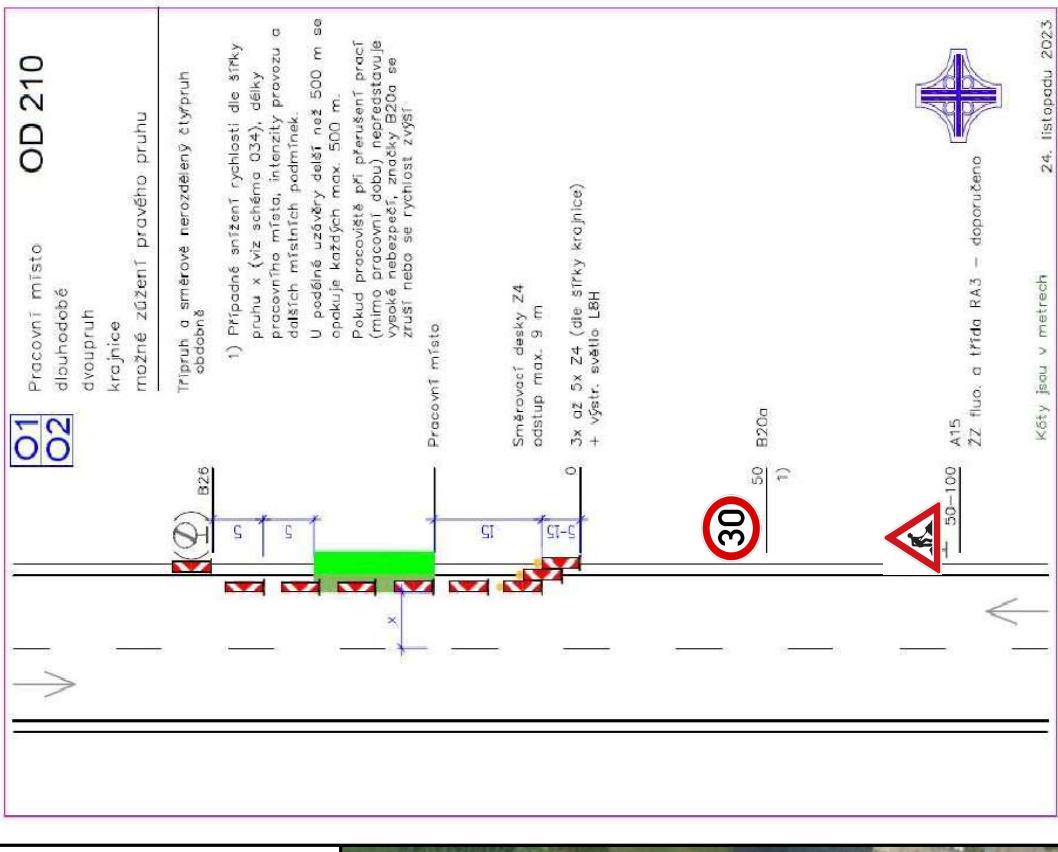 O1
O2
Pracovní místo
dlouhodobé
dvoupruh
krajnice
možné zúžení pravého pruhu
OD 210
Třípruh a směrově nerozdělený čtyřpruh
obdobně
1) Případné snížení rychlosti dle šířky
pruhu x (viz schéma 034), délky
pracovního místa, intenzity provozu a
dalších místních podmínek.
U podélné uzávěry delší než 500 m se
opakuje každých max. 500 m.
Pokud pracoviště při přerušení prací
(mimo pracovní dobu) nepředstavuje
vysoké nebezpečí, značky B20a se
zruší nebo se rychlost zvýší
B26
5
5
Pracovní místo
x
15
Směrovací desky Z4
odstup max. 9 m
5-15
0
3x až 5x Z4 (dle šířky krajnice)
+ výstr. světlo L8H
30
50
B20a
1)
50-100
A15
ZZ fluo. a třída RA3 – doporučeno
Kóty jsou v metrech
24. listopadu 2023